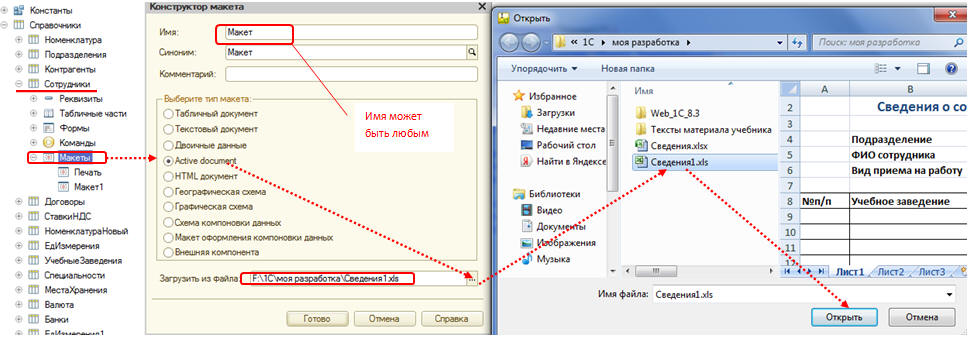 Константы
Справочники
Номенклатура
Подразделения
Контрагенты
Сотрудники
Реквизиты
Табличные части
Формы
Команды
Макеты
Печать
Макет1
Договоры
СтавкиНДС
НоменклатураНовый
ЕдИзмерения
УчебныеЗаведения
Специальности
МестаХранения
Валюта
Банки
ЕдИзмерения1
Конструктор макета
Имя: Макет
Синоним: Макет
Комментарий:
Выберите тип макета:
Табличный документ
Текстовый документ
Двоичные данные
Active document
HTML документ
Географическая схема
Графическая схема
Схема компоновки данных
Макет оформления компоновки данных
Внешняя компонента
Загрузить из файла F:\1С\моя разработка\Сведения1.xls ...
Готово Отмена Справка
Имя может
быть любым
Открыть
« 1С моя разработка Поиск: моя разработка
Упорядочить Новая папка
Избранное
Загрузки
Недавние места
Рабочий стол
Найти в Яндексе
Библиотеки
Видео
Документы
Изображения
Музыка
Имя
Web_1C_8.3
Тексты материала учебника
Сведения.xlsx
Сведения1.xls
A B
2 Сведения о со
3
4 Подразделение
5 ФИО сотрудника
6 Вид приема на работу
7
8 №п/п Учебное заведение
9
10
11
12
Лист1 Лист2 Лист3
Имя файла: Сведения1.xls
Открыть Отмена